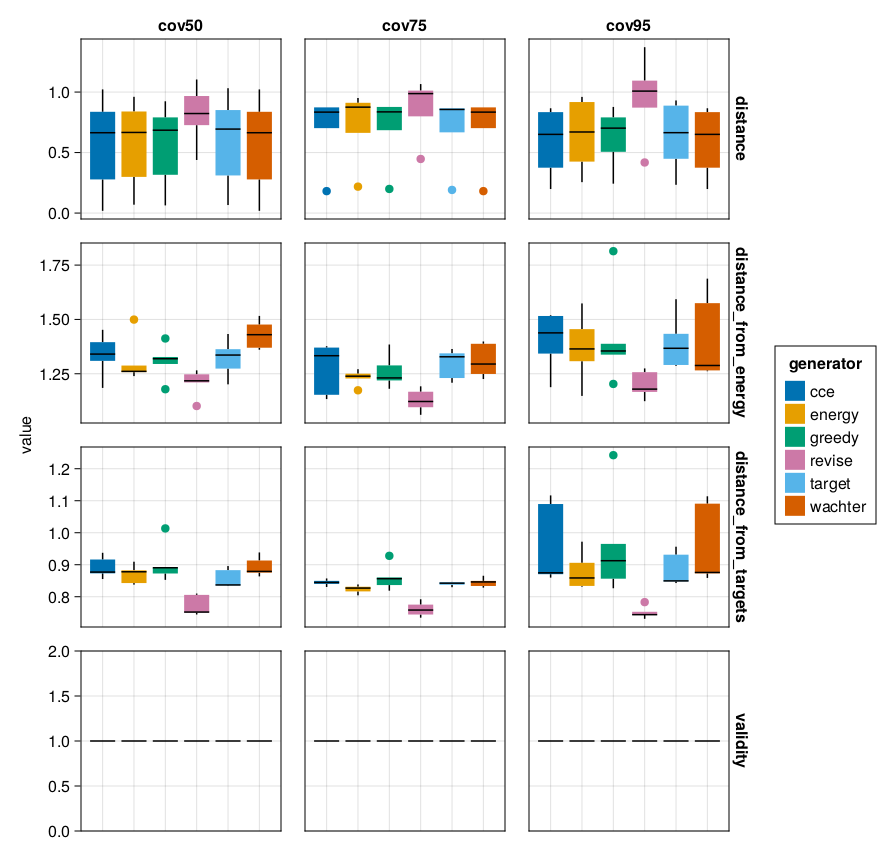 cov50 cov75 cov95
1.0
0.5
0.0
distance
1.75
1.50
1.25
distance_from_energy
value
1.2
1.1
1.0
0.9
0.8
distance_from_targets
2.0
1.5
1.0
0.5
0.0
validity
generator
cce
energy
greedy
revise
target
wachter